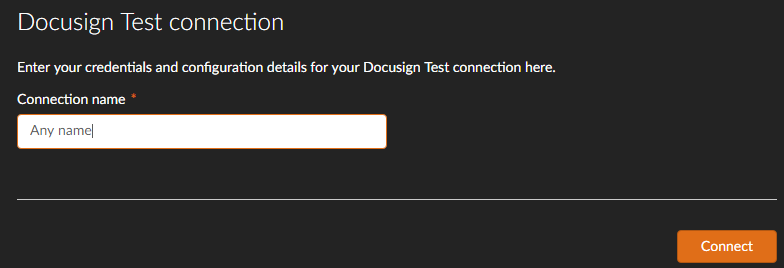 Docusign Test connection
Enter your credentials and configuration details for your Docusign Test connection here.
Connection name *
Any name
Connect